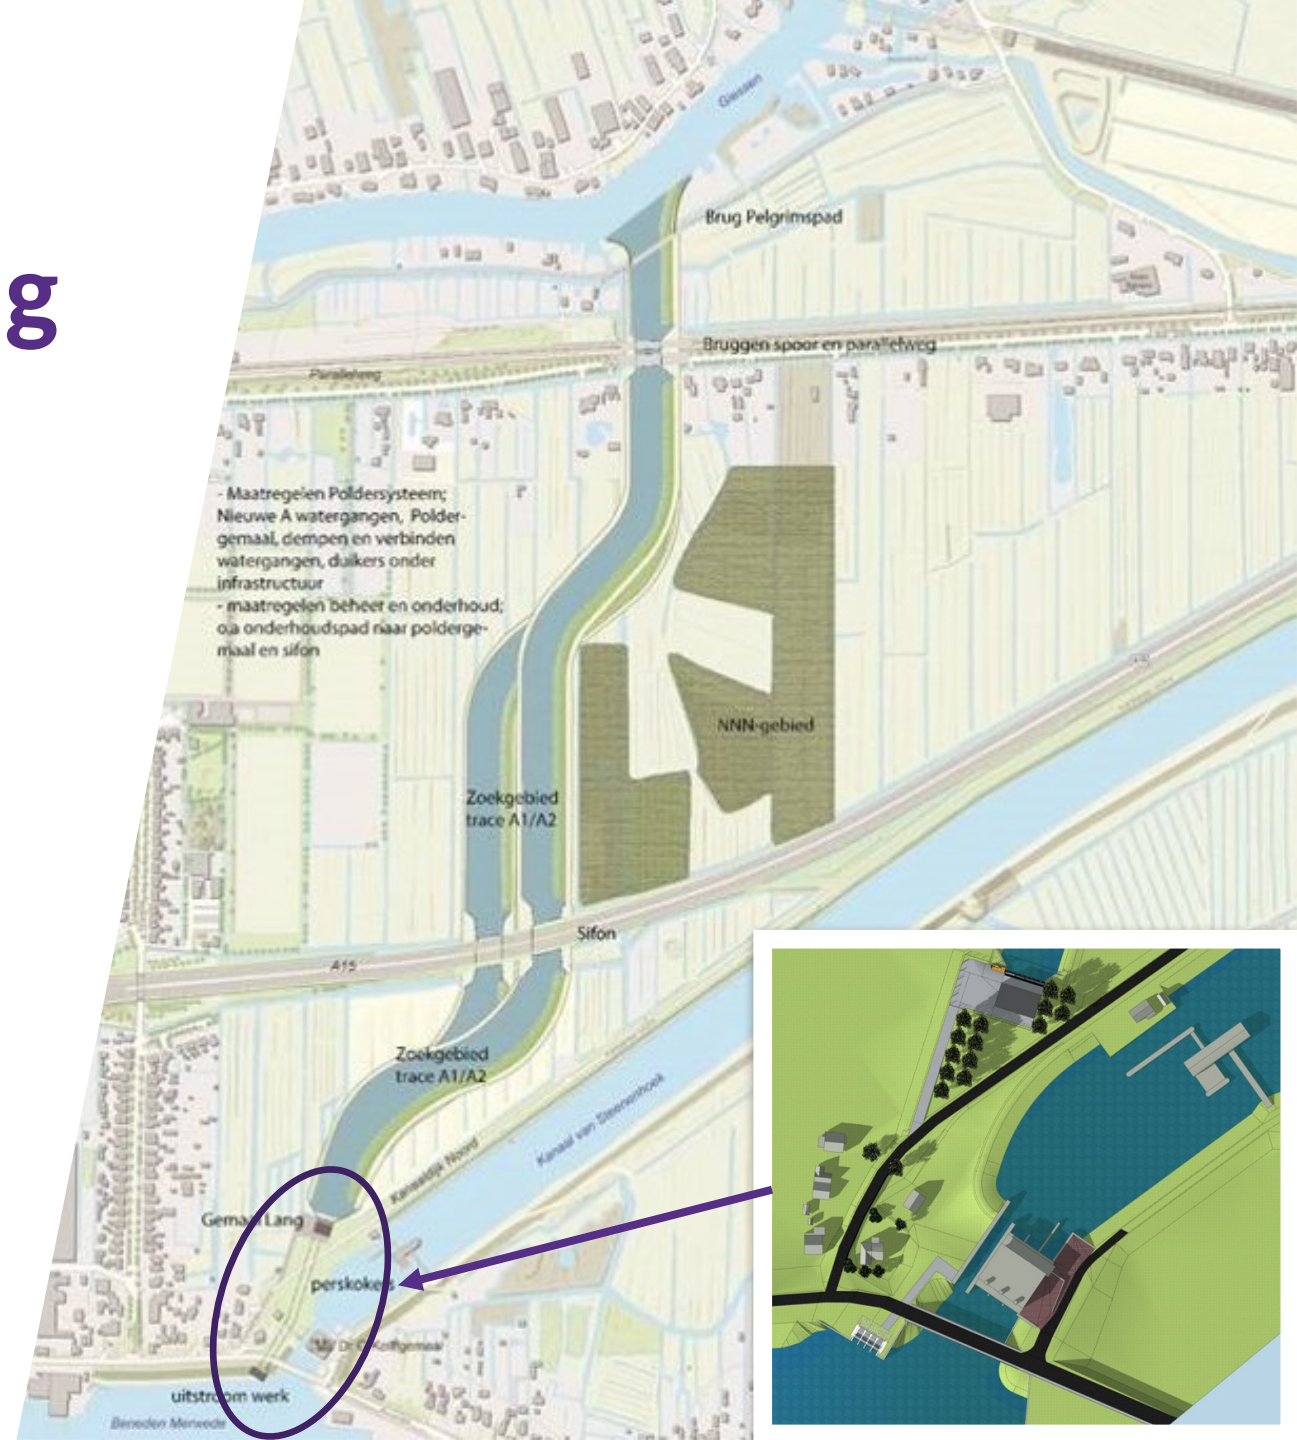 g
Giessen
Brug Pelgrimspad
Bruggen spoor en parallelweg
Parallelweg
- Maatregelen Poldersysteem;
Nieuwe A watergangen, Polder-
gemaal, dempen en verbinden
watergangen, duikers onder
infrastructuur
- maatregelen beheer en onderhoud;
o.a onderhoudspad naar polderge-
maal en sifon
NNN-gebied
Zoekgebied
trace A1/A2
Sifon
A15
Zoekgebied
trace A1/A2
Kanaal van Steenenhoek
Kanaaldijk Noord
Gemaal Lang
perskokers
uitstroom werk
Beneden Merwede